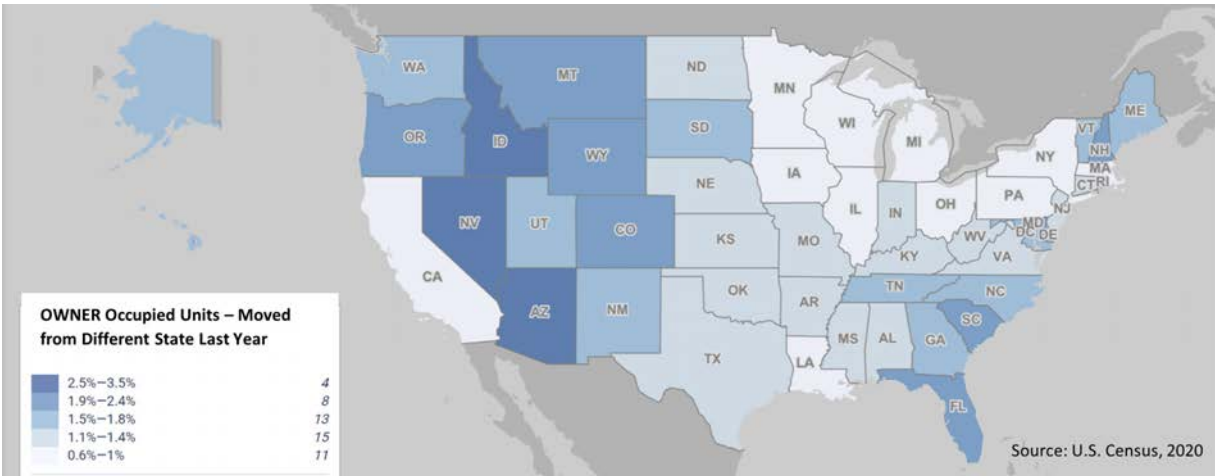 WA
MT
ND
MN
OR
ID
WY
SD
WI
MI
ME
VT
NH
NY
MA
CT RI
NV
UT
CO
NE
IA
IL
IN
OH
PA
NJ
MD
DC DE
CA
KS
MO
KY
WV
VA
AZ
NM
OK
AR
TN
NC
SC
TX
LA
MS
AL
GA
FL
OWNER Occupied Units – Moved
from Different State Last Year
2.5%–3.5% 4
1.9%–2.4% 8
1.5%–1.8% 13
1.1%–1.4% 15
0.6%–1% 11
Source: U.S. Census, 2020